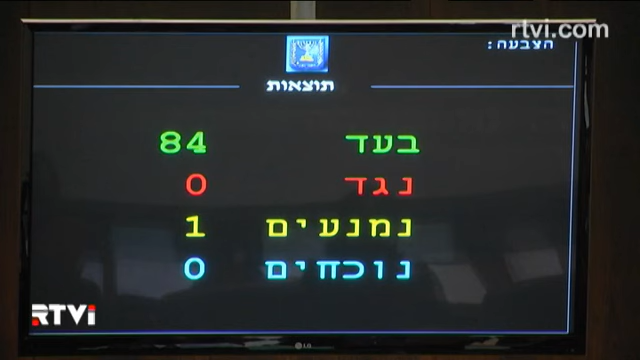 rtvi.com
הצבעה:
תוצאות
בעד 84
נגד 0
נמנעים 1
נוכחים 0
RTVi
LG